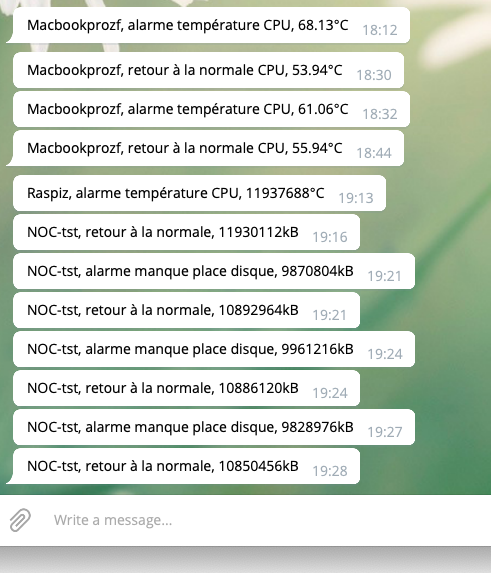 Macbookprozf, alarme température CPU, 68.13°C 18:12
Macbookprozf, retour à la normale CPU, 53.94°C 18:30
Macbookprozf, alarme température CPU, 61.06°C 18:32
Macbookprozf, retour à la normale CPU, 55.94°C 18:44
Raspiz, alarme température CPU, 11937688°C 19:13
NOC-tst, retour à la normale, 11930112kB 19:16
NOC-tst, alarme manque place disque, 9870804kB 19:21
NOC-tst, retour à la normale, 10892964kB 19:21
NOC-tst, alarme manque place disque, 9961216kB 19:24
NOC-tst, retour à la normale, 10886120kB 19:24
NOC-tst, alarme manque place disque, 9828976kB 19:27
NOC-tst, retour à la normale, 10850456kB 19:28
Write a message...